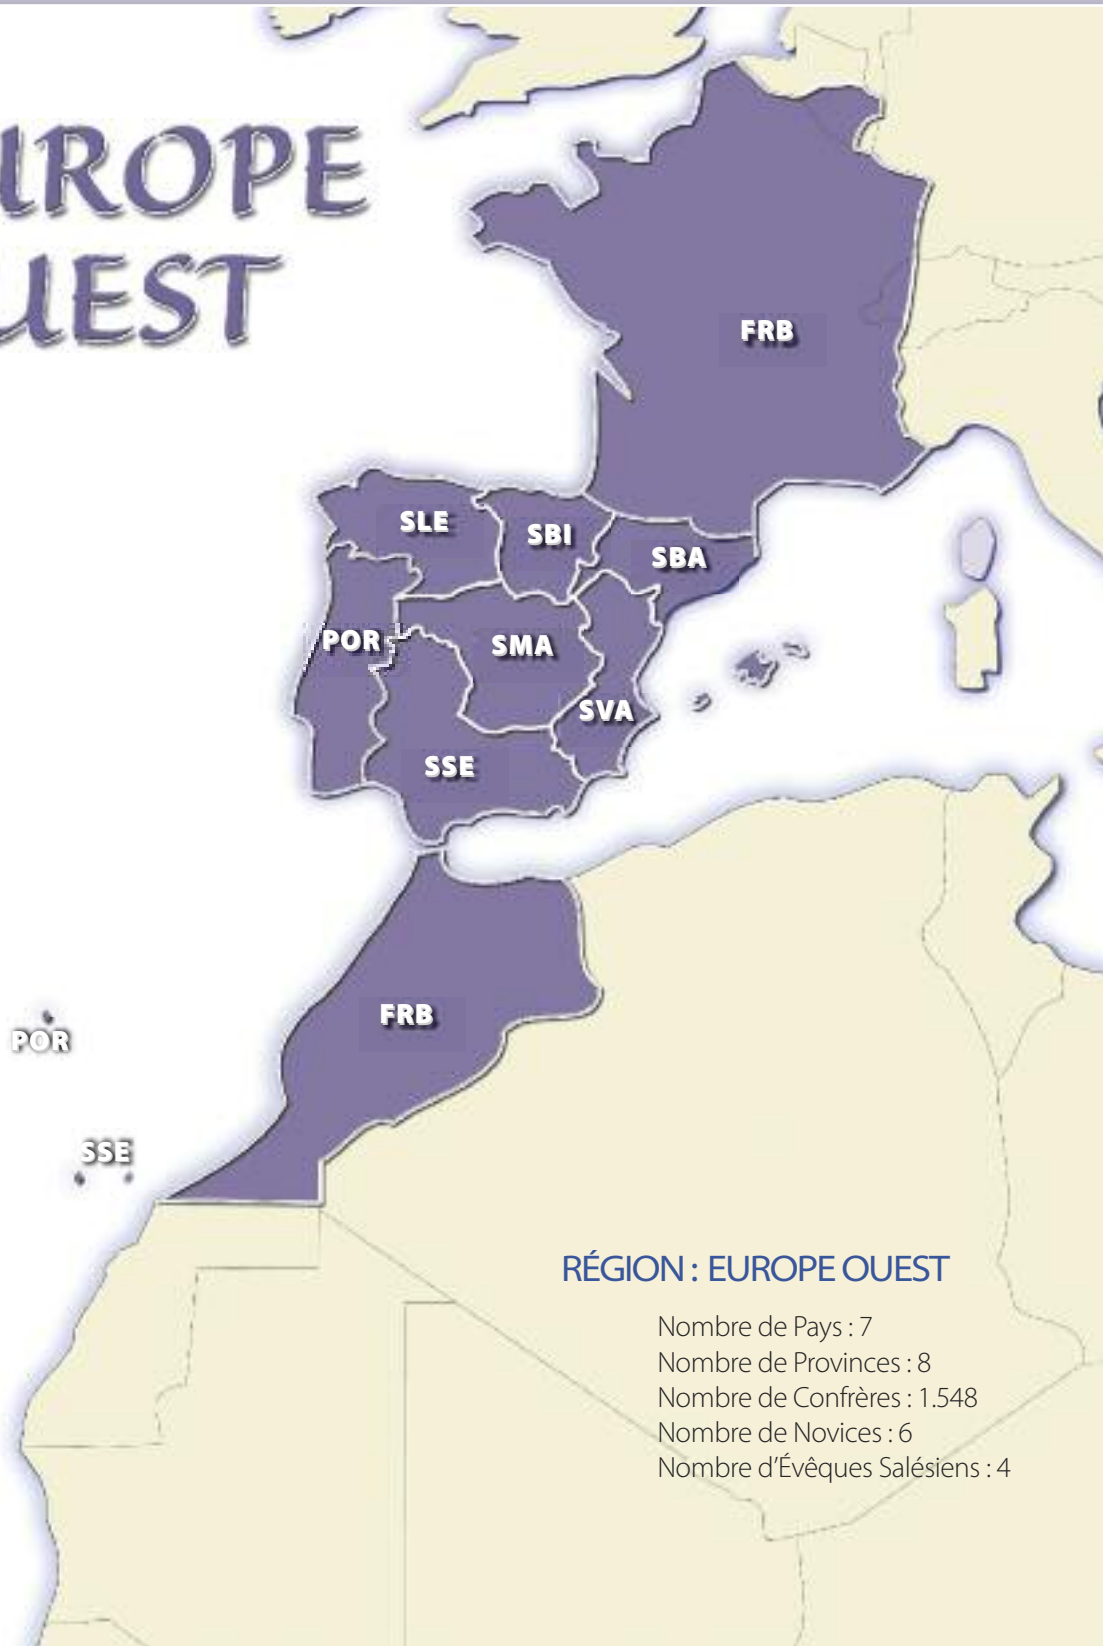 UROPE
UEST
FRB
SLE
SBI
SBA
POR
SMA
SVA
SSE
FRB
POR
SSE
RÉGION : EUROPE OUEST
Nombre de Pays : 7
Nombre de Provinces : 8
Nombre de Confrères : 1.548
Nombre de Novices : 6
Nombre d'Évêques Salésiens : 4